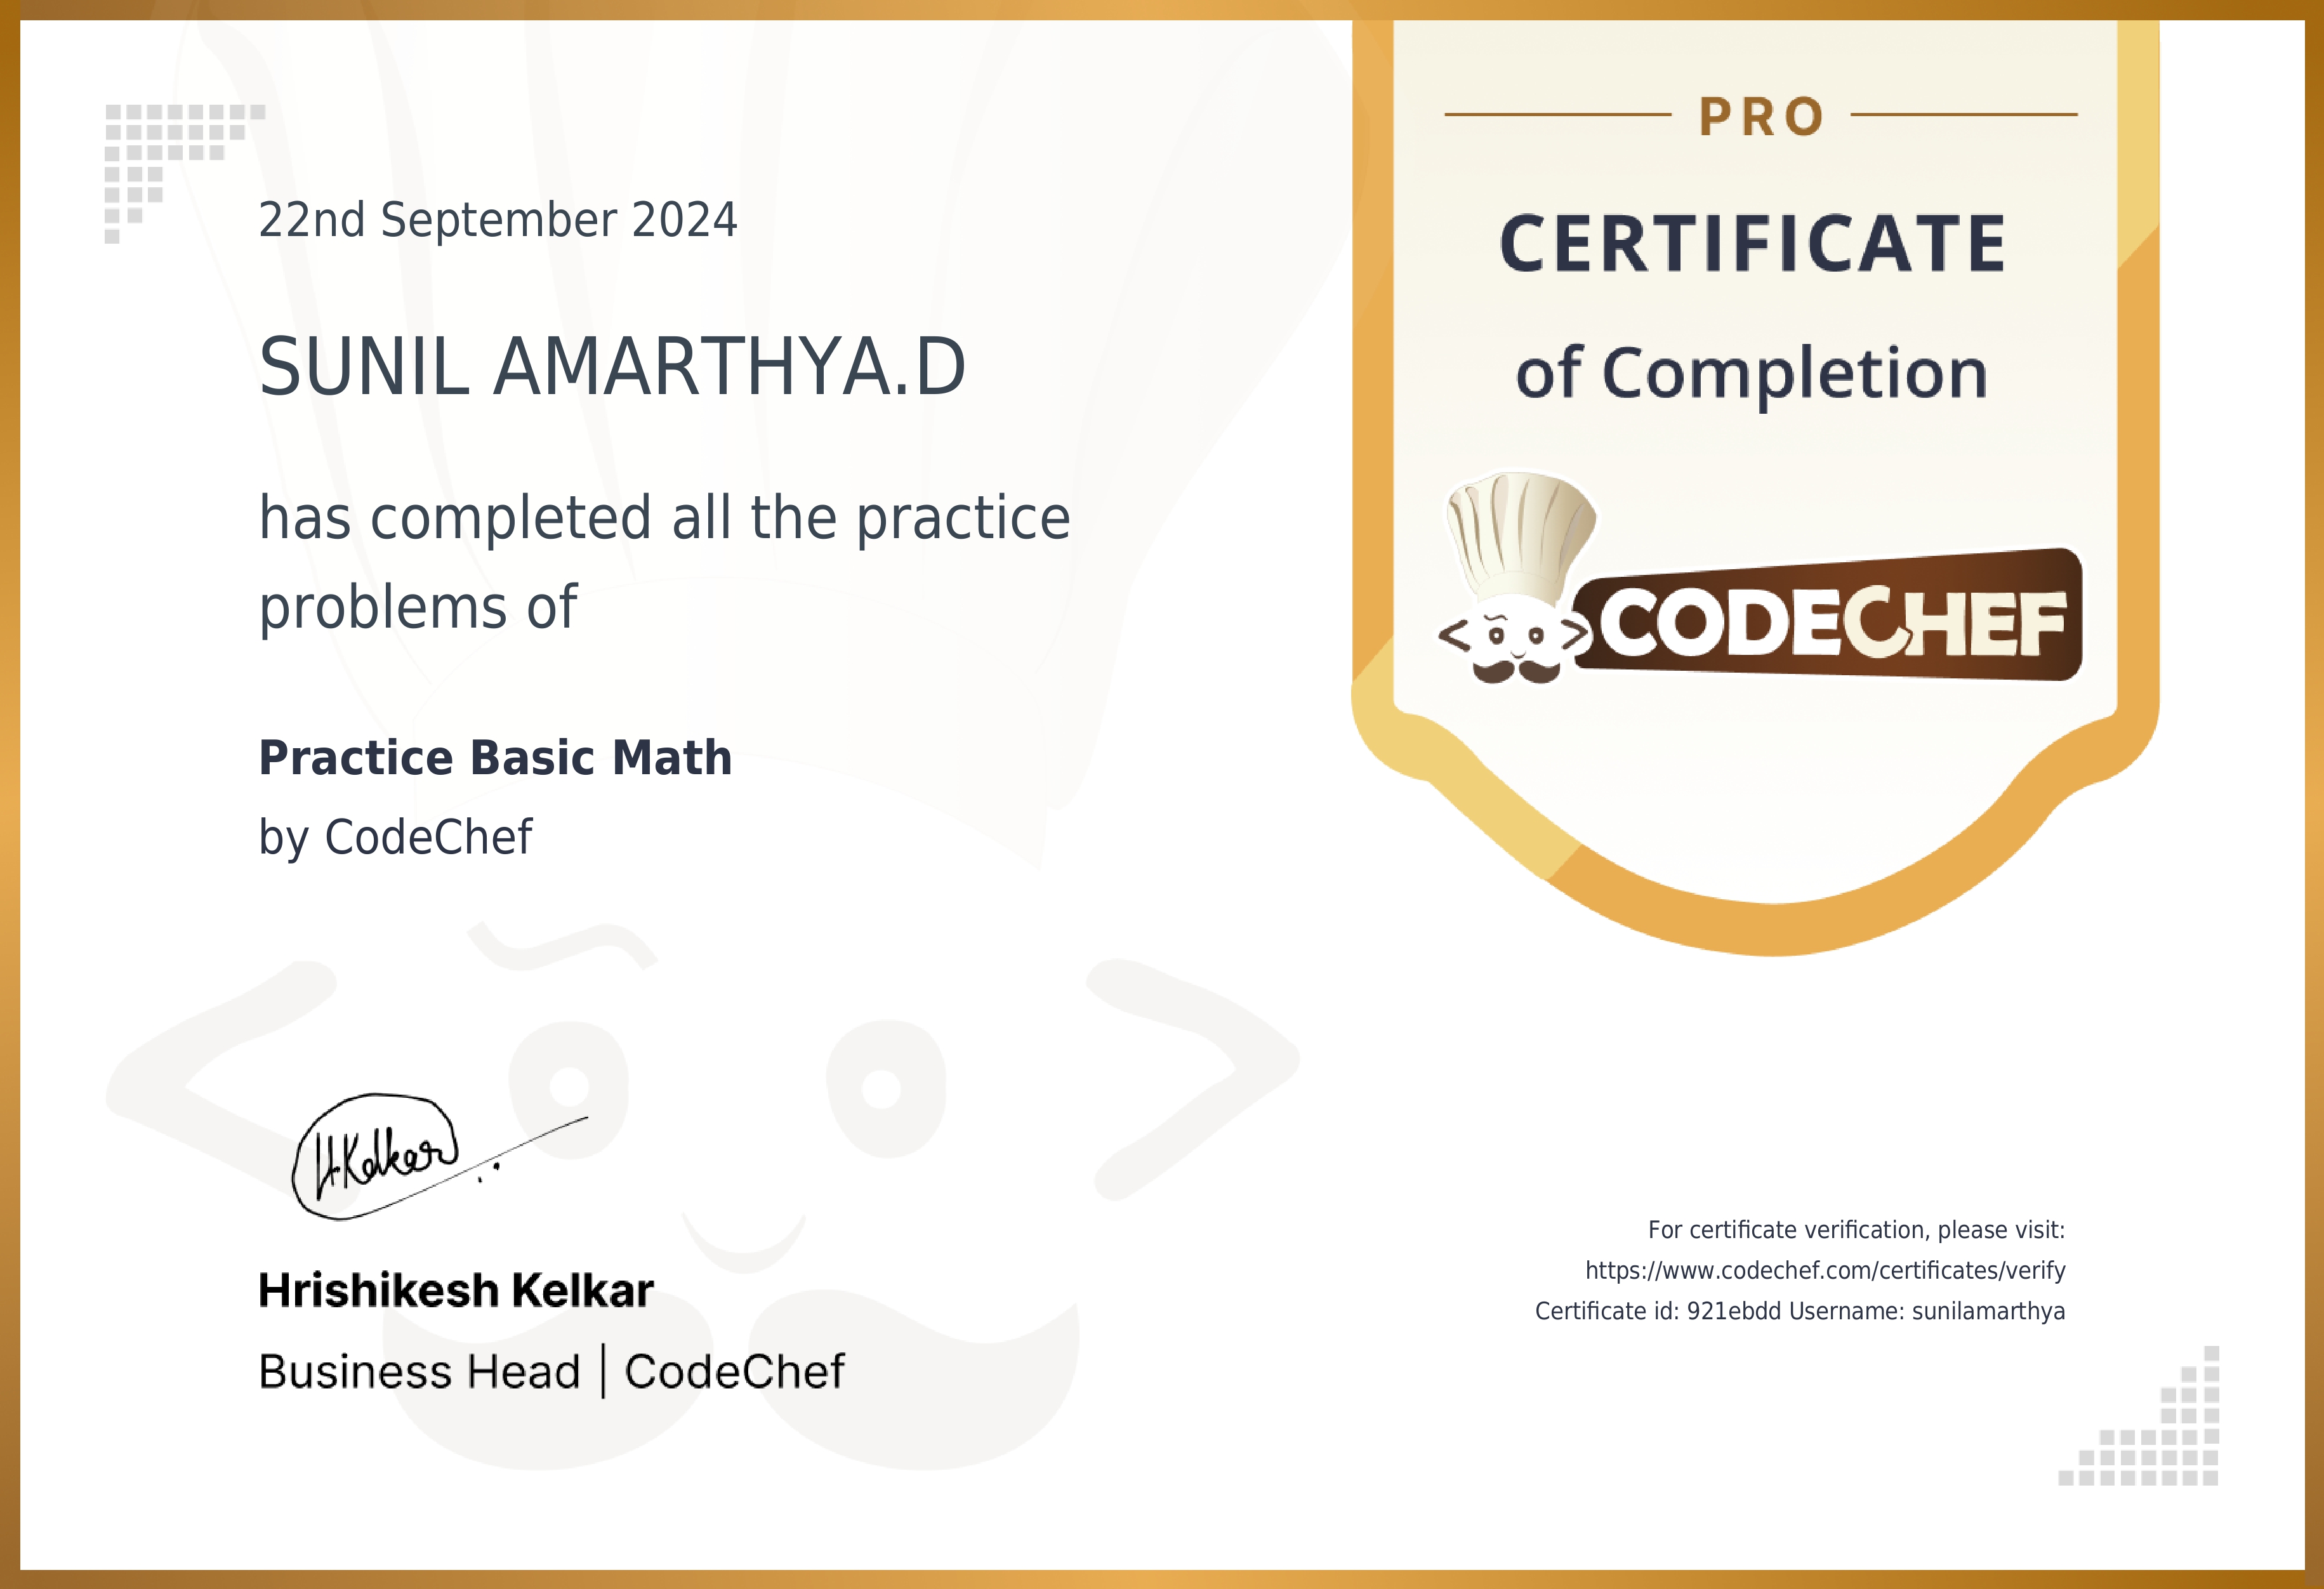 22nd September 2024
SUNIL AMARTHYA.D
has completed all the practice
problems of
Practice Basic Math
by CodeChef
HKelkar
Hrishikesh Kelkar
Business Head | CodeChef
PRO
CERTIFICATE
of Completion
CODECHEF
For certificate verification, please visit:
https://www.codechef.com/certificates/verify
Certificate id: 921ebdd Username: sunilamarthya